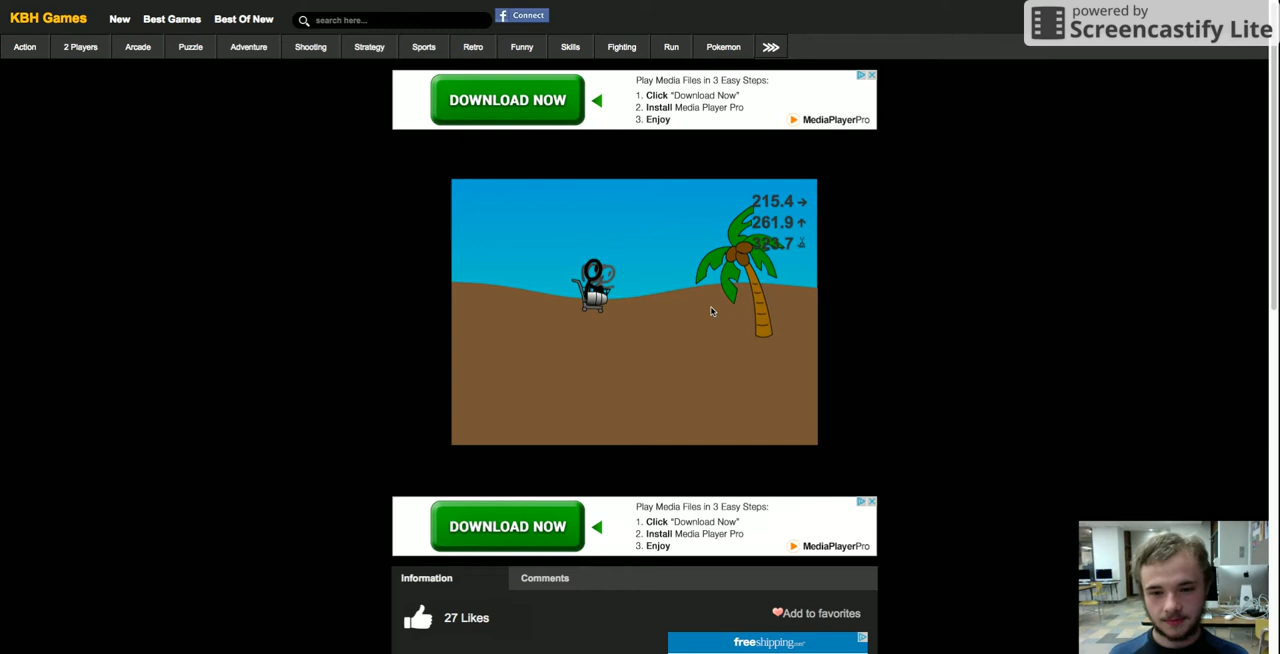 KBH Games
New
Best Games
Best Of New
search here...
f Connect
powered by
Screencastify Lite
Action
2 Players
Arcade
Puzzle
Adventure
Shooting
Strategy
Sports
Retro
Funny
Skills
Fighting
Run
Pokemon
DOWNLOAD NOW
Play Media Files in 3 Easy Steps:
1. Click "Download Now"
2. Install Media Player Pro
3. Enjoy
MediaPlayerPro
215.4
261.9
323.7
DOWNLOAD NOW
Play Media Files in 3 Easy Steps:
1. Click "Download Now"
2. Install Media Player Pro
3. Enjoy
MediaPlayerPro
Information
Comments
27 Likes
Add to favorites
freeshipping.com